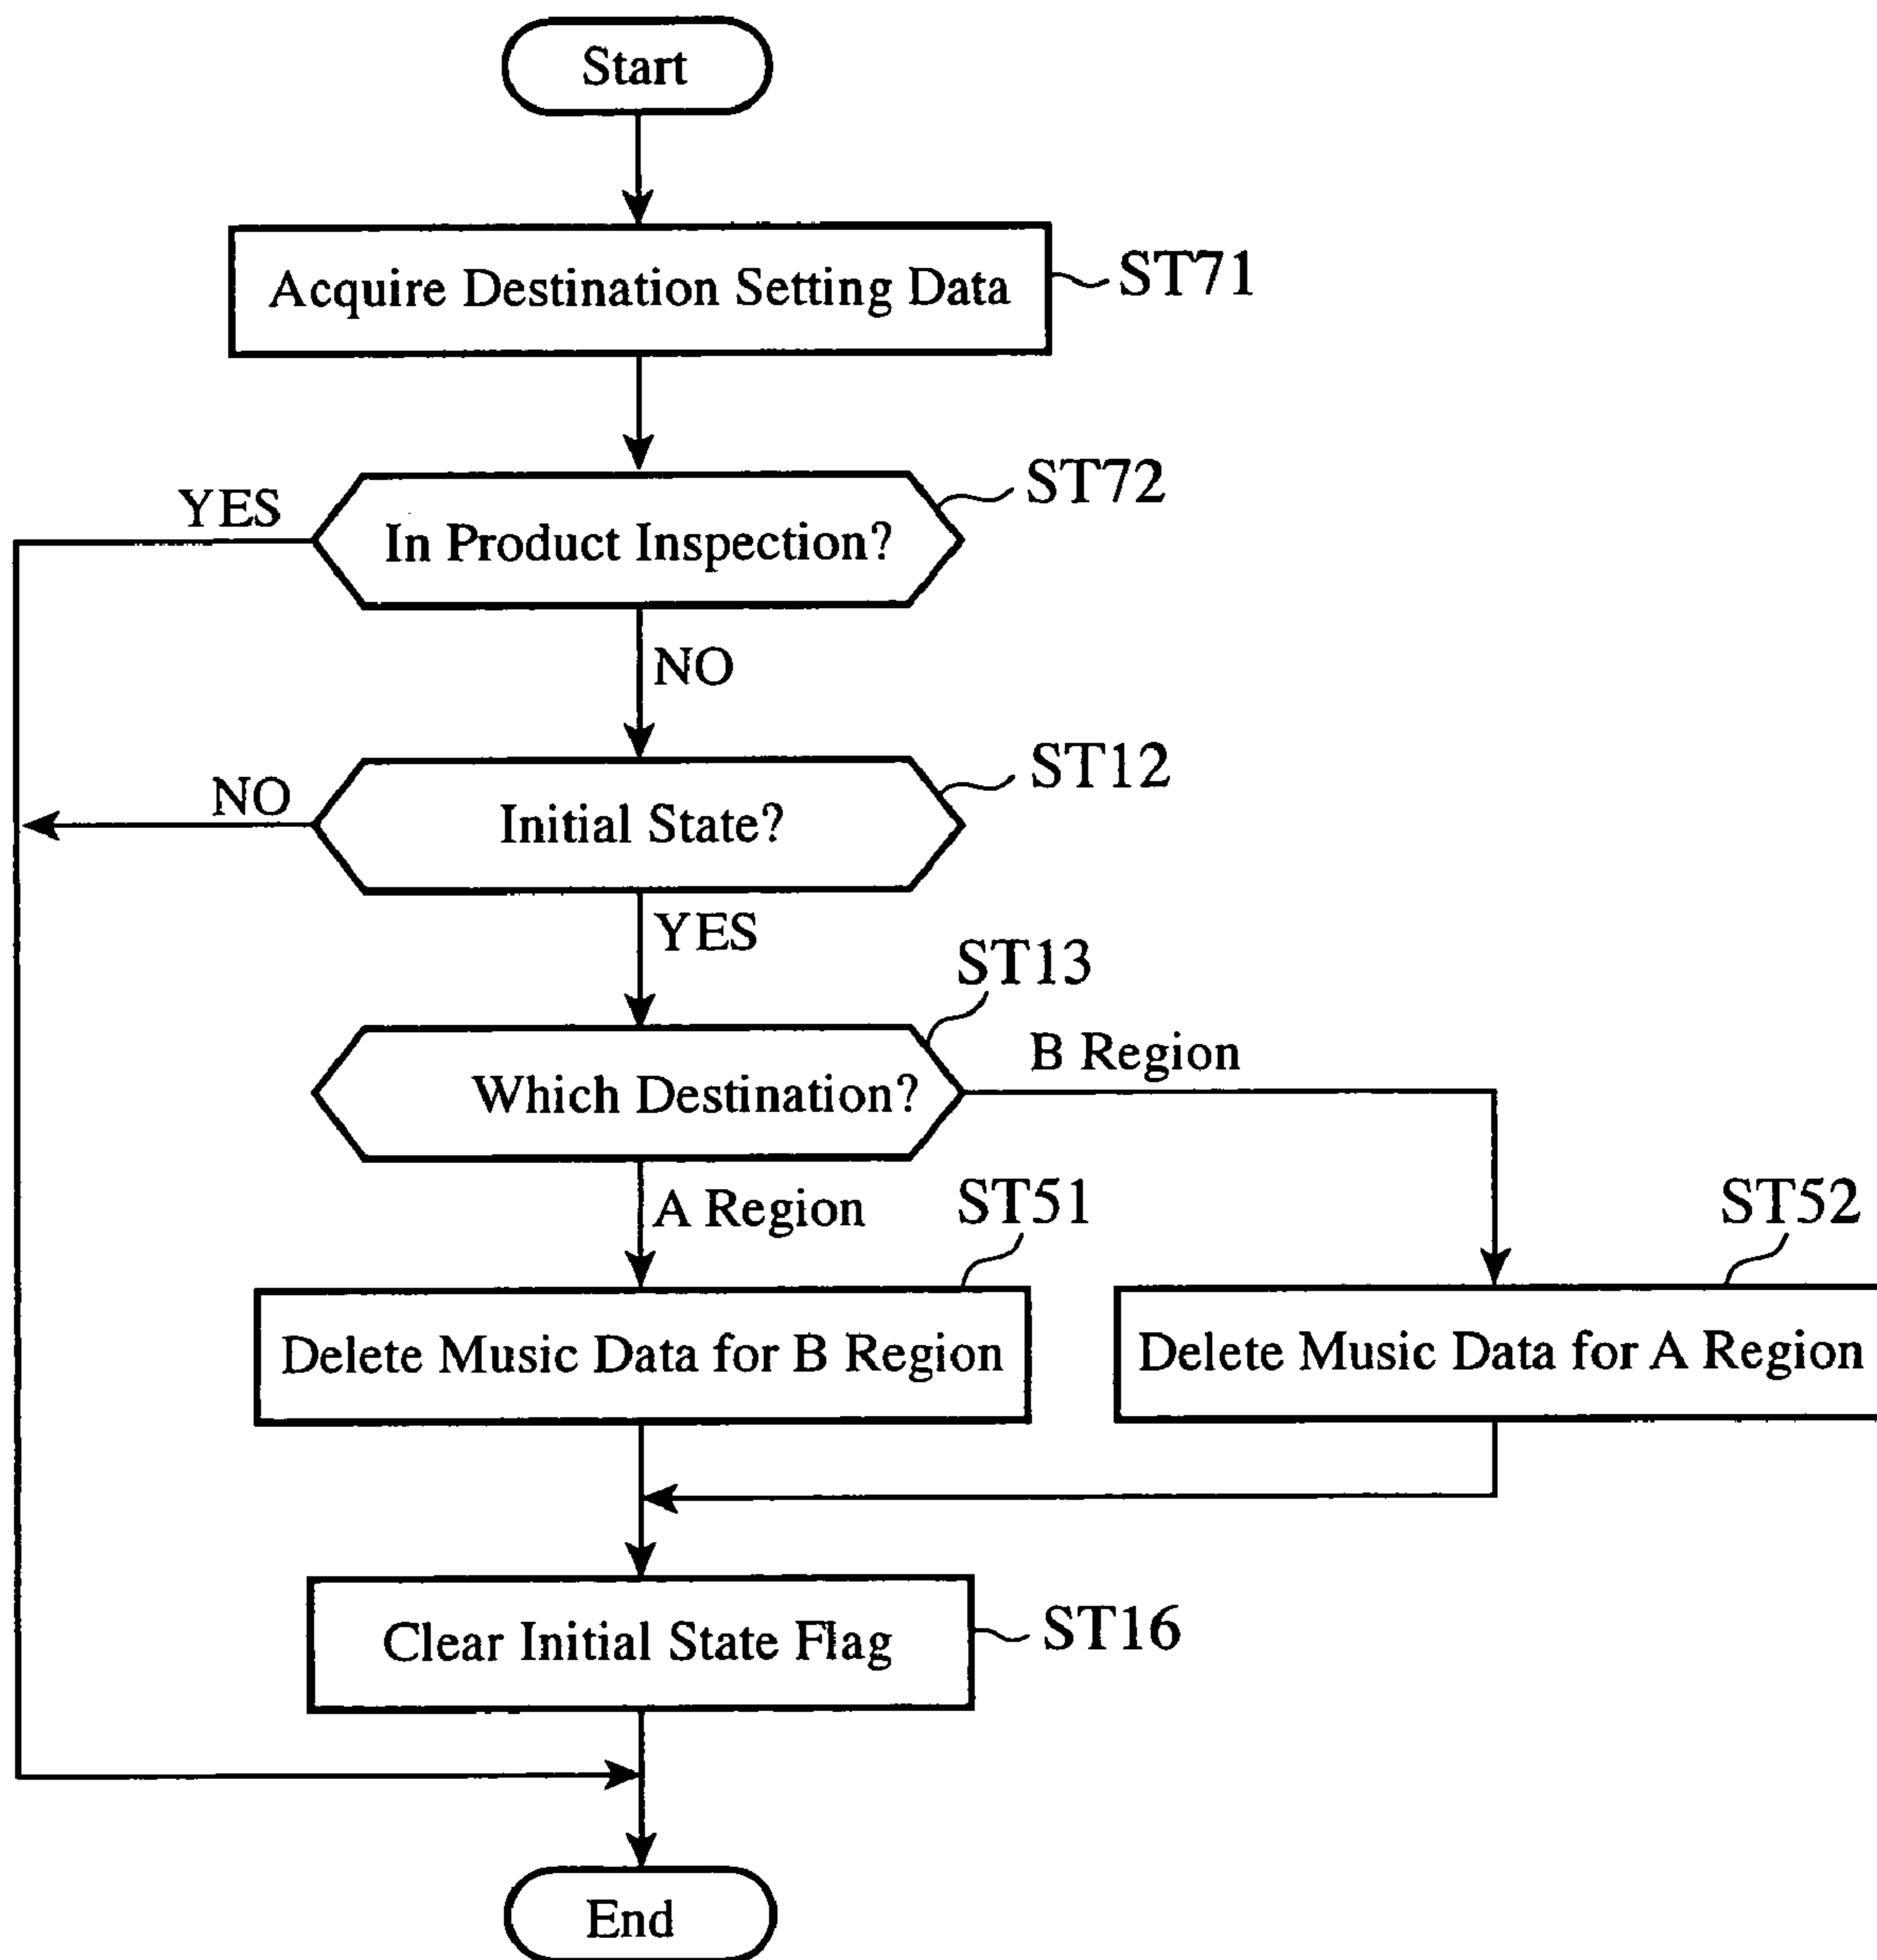 Start
Acquire Destination Setting Data
ST71
ST72
YES
In Product Inspection?
NO
ST12
NO
Initial State?
YES
ST13
B Region
Which Destination?
A Region
ST51
ST52
Delete Music Data for B Region
Delete Music Data for A Region
Clear Initial State Flag
ST16
End